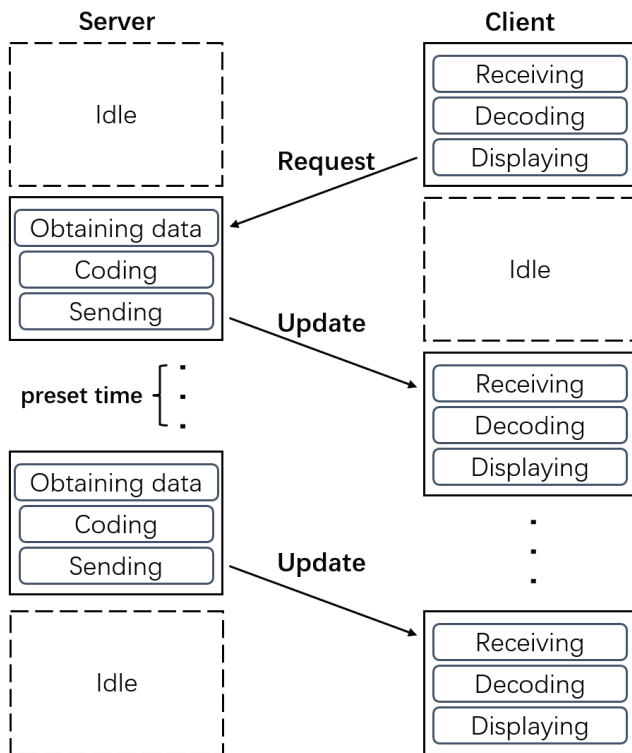 Server
Client
Idle
Receiving
Decoding
Displaying
Request
Obtaining data
Coding
Sending
Idle
Update
preset time
Receiving
Decoding
Displaying
Obtaining data
Coding
Sending
Update
Idle
Receiving
Decoding
Displaying